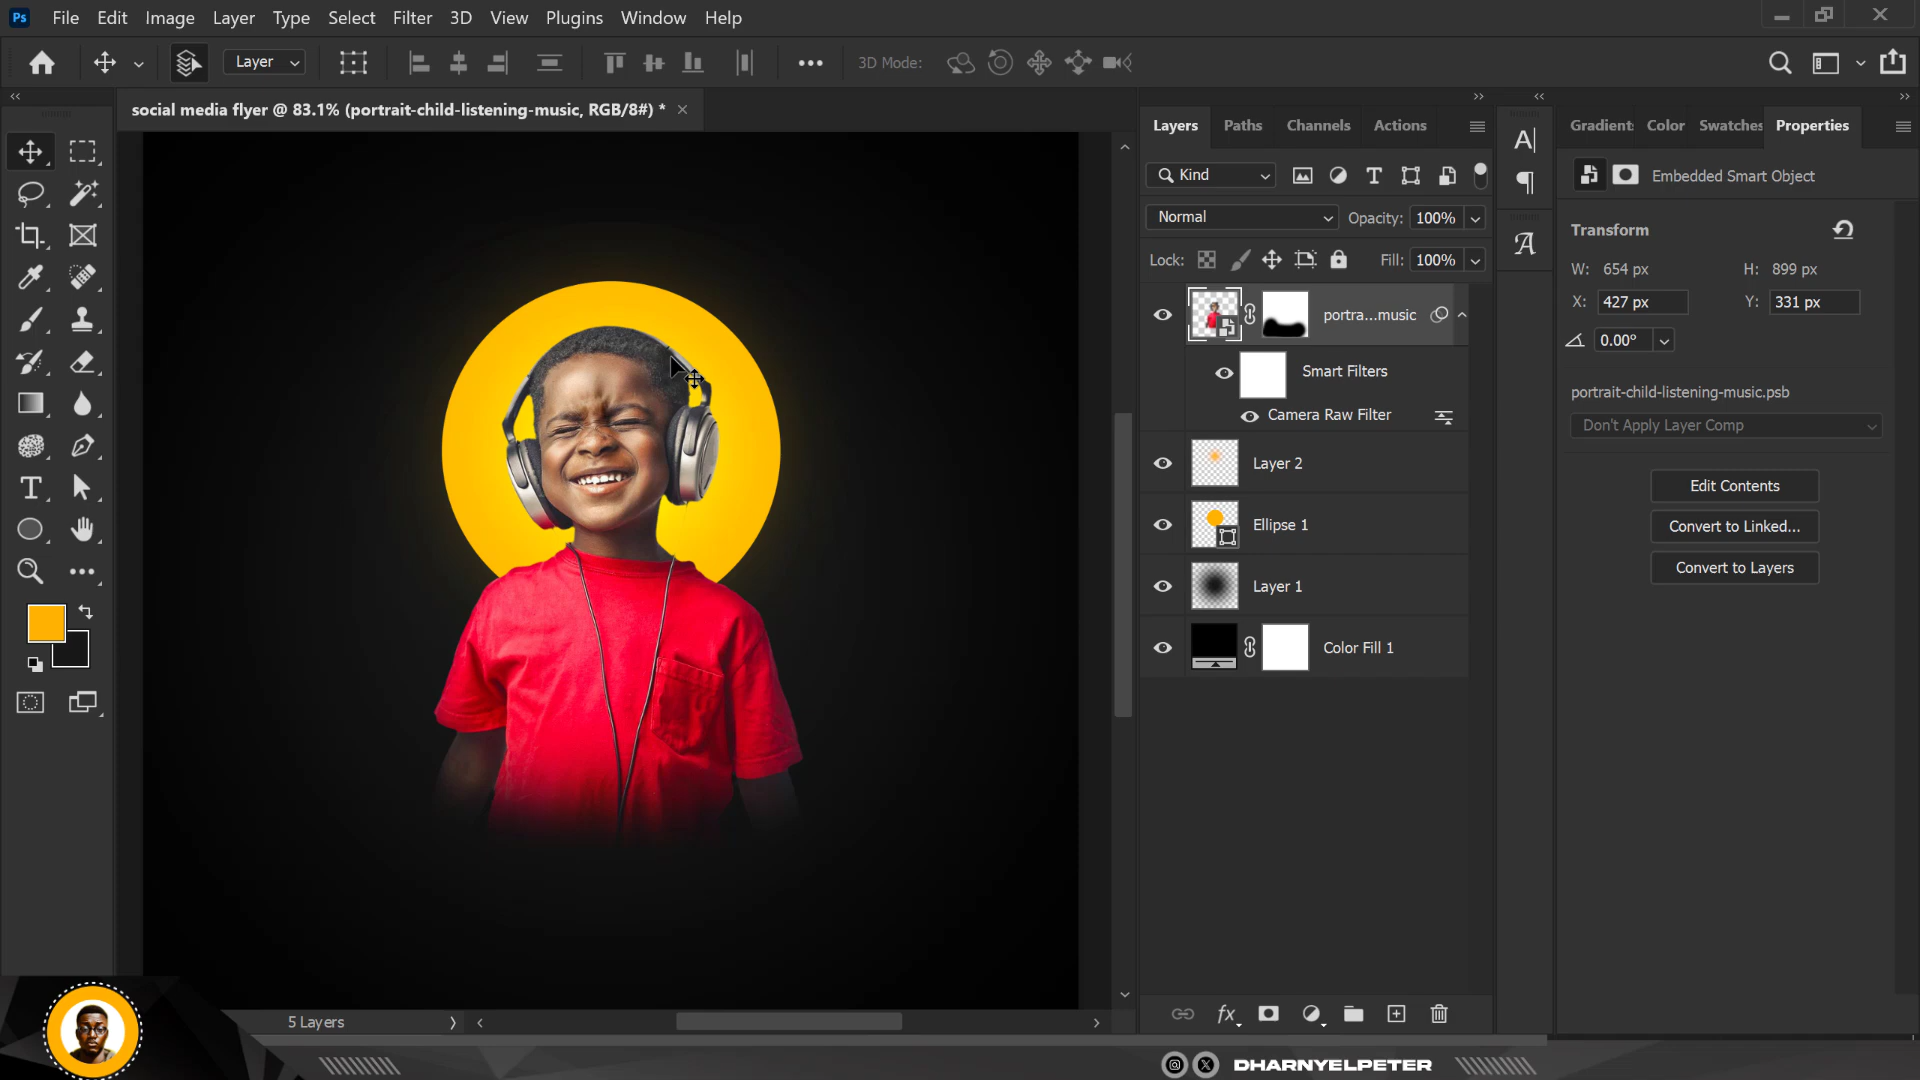 Ps File Edit Image Layer Type Select Filter 3D View Plugins Window Help
Layer 3D Mode:
social media flyer @ 83.1% (portrait-child-listening-music, RGB/8#) *
Layers Paths Channels Actions
Kind
Normal Opacity: 100%
Lock: Fill: 100%
portra...music
Smart Filters
Camera Raw Filter
Layer 2
Ellipse 1
Layer 1
Color Fill 1
fx
Gradient Color Swatches Properties
Embedded Smart Object
Transform
W: 654 px H: 899 px
X: 427 px Y: 331 px
0.00°
portrait-child-listening-music.psb
Don't Apply Layer Comp
Edit Contents
Convert to Linked...
Convert to Layers
5 Layers
DHARNYELPETER